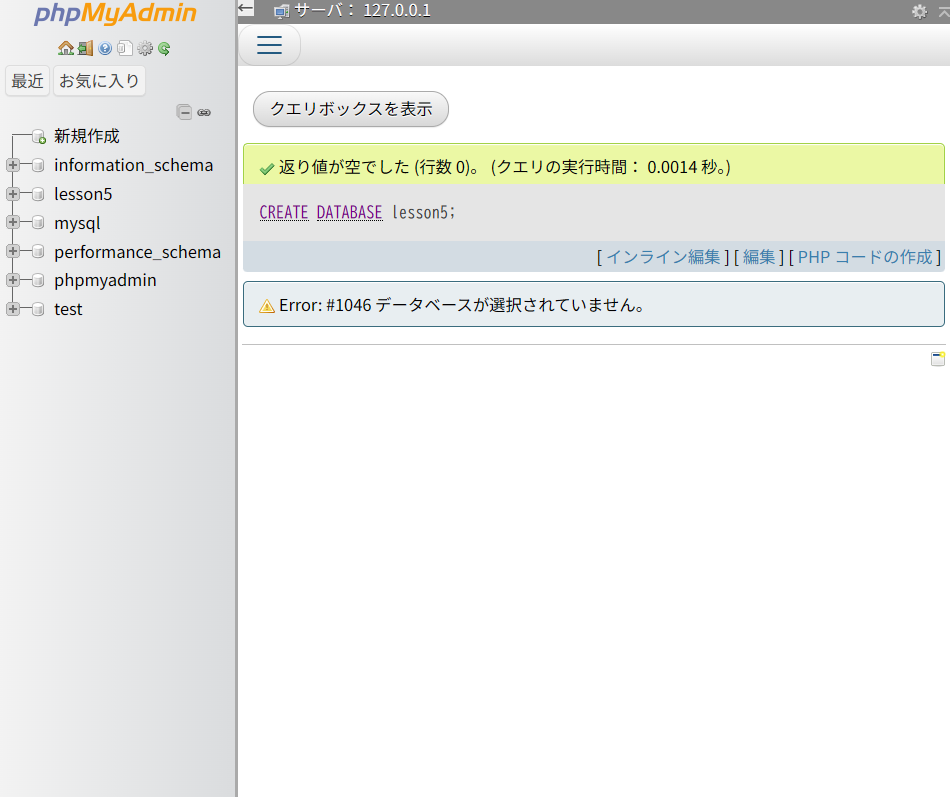 phpMyAdmin
最近 お気に入り
新規作成
information_schema
lesson5
mysql
performance_schema
phpmyadmin
test
サーバ： 127.0.0.1
クエリボックスを表示
返り値が空でした (行数 0)。 (クエリの実行時間： 0.0014 秒。)
CREATE DATABASE lesson5;
[ インライン編集 ] [ 編集 ] [ PHP コードの作成 ]
Error: #1046 データベースが選択されていません。